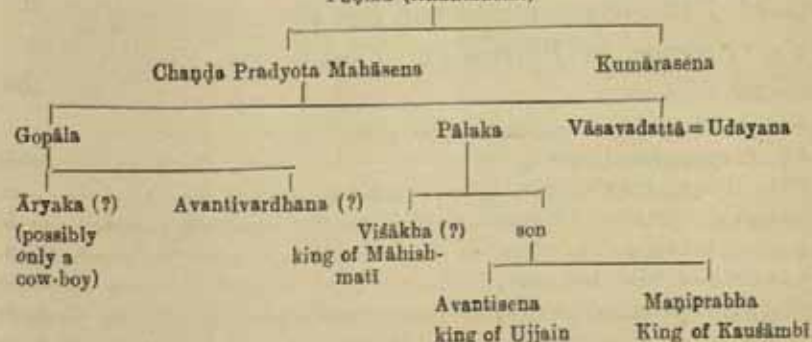 Chaṇḍa Pradyota Mahāsena Kumārasena
Gopāla Pālaka Vāsavadattā=Udayana
Āryaka (?) Avantivardhana (?) Viśākha (?) son
(possibly king of Māhish-
only a matī
cow-boy)
Avantisena Maṇiprabha
king of Ujjain King of Kauśāmbī